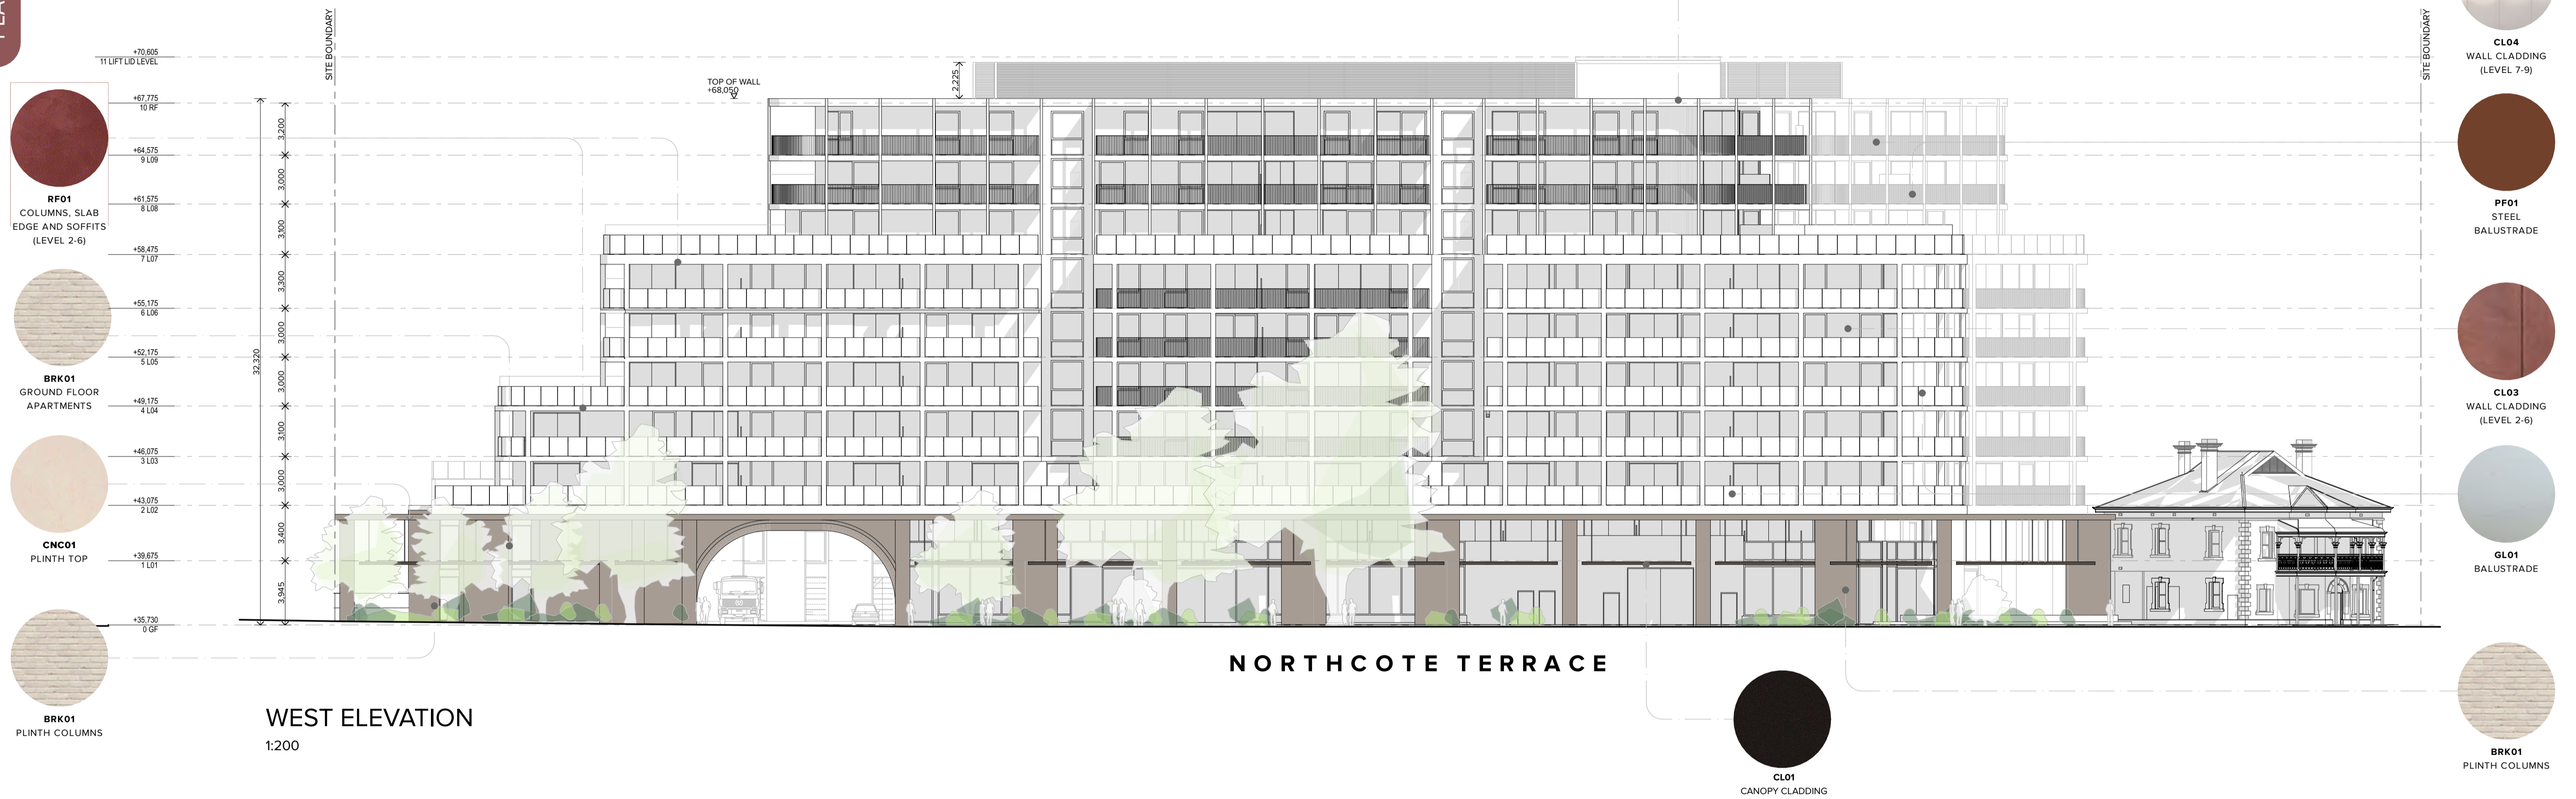 SITE BOUNDARY
SITE BOUNDARY
+70,605
11 LIFT LID LEVEL
+67,775
10 RF
+64,575
9 L09
+61,575
8 L08
+58,475
7 L07
+55,175
6 L06
+52,175
5 L05
+49,175
4 L04
+46,075
3 L03
+43,075
2 L02
+39,675
1 L01
+35,730
0 GF
32,320
3,200
3,000
3,100
3,300
3,000
3,000
3,100
3,000
3,400
3,945
TOP OF WALL
+68,050
2,225
RF01
COLUMNS, SLAB
EDGE AND SOFFITS
(LEVEL 2-6)
BRK01
GROUND FLOOR
APARTMENTS
CNC01
PLINTH TOP
BRK01
PLINTH COLUMNS
CL04
WALL CLADDING
(LEVEL 7-9)
PF01
STEEL
BALUSTRADE
CL03
WALL CLADDING
(LEVEL 2-6)
GL01
BALUSTRADE
BRK01
PLINTH COLUMNS
NORTHCOTE TERRACE
WEST ELEVATION
1:200
CL01
CANOPY CLADDING